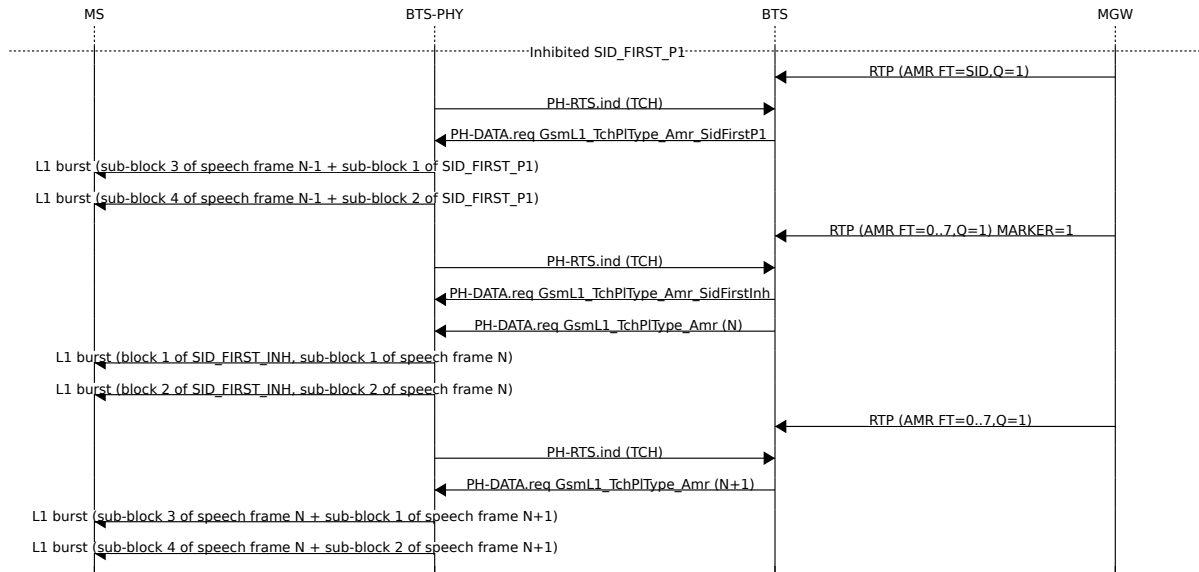 MS BTS-PHY BTS MGW
Inhibited SID_FIRST_P1
RTP (AMR FT=SID,Q=1)
PH-RTS.ind (TCH)
PH-DATA.req GsmL1_TchPlType_Amr_SidFirstP1
L1 burst (sub-block 3 of speech frame N-1 + sub-block 1 of SID_FIRST_P1)
L1 burst (sub-block 4 of speech frame N-1 + sub-block 2 of SID_FIRST_P1)
RTP (AMR FT=0..7,Q=1) MARKER=1
PH-RTS.ind (TCH)
PH-DATA.req GsmL1_TchPlType_Amr_SidFirstInh
PH-DATA.req GsmL1_TchPlType_Amr (N)
L1 burst (block 1 of SID_FIRST_INH, sub-block 1 of speech frame N)
L1 burst (block 2 of SID_FIRST_INH, sub-block 2 of speech frame N)
RTP (AMR FT=0..7,Q=1)
PH-RTS.ind (TCH)
PH-DATA.req GsmL1_TchPlType_Amr (N+1)
L1 burst (sub-block 3 of speech frame N + sub-block 1 of speech frame N+1)
L1 burst (sub-block 4 of speech frame N + sub-block 2 of speech frame N+1)